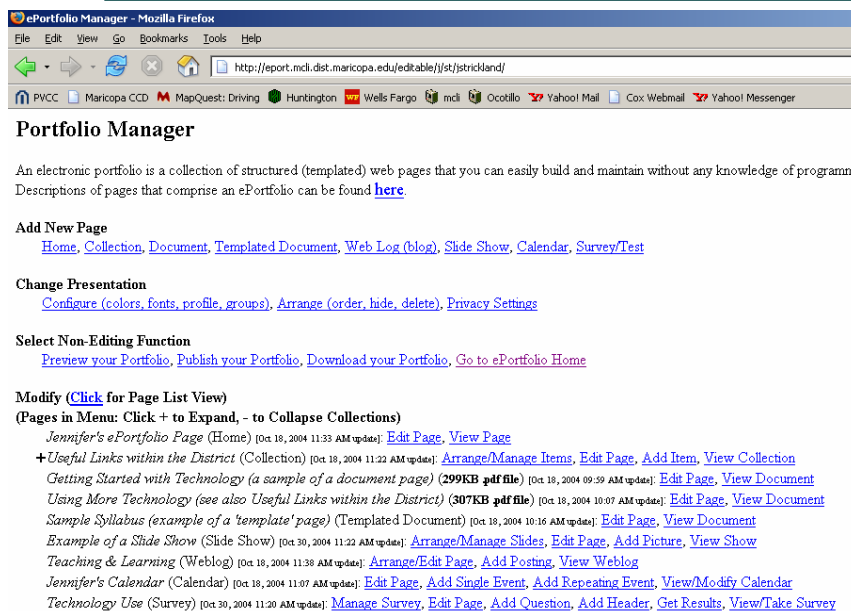 ePortfolio Manager - Mozilla Firefox
File Edit View Go Bookmarks Tools Help
http://eport.mcli.dist.maricopa.edu/editable/j/st/jstrickland/
PVCC Maricopa CCD MapQuest: Driving Huntington Wells Fargo mcli Ocotillo Yahoo! Mail Cox Webmail Yahoo! Messenger
Portfolio Manager
An electronic portfolio is a collection of structured (templated) web pages that you can easily build and maintain without any knowledge of programm
Descriptions of pages that comprise an ePortfolio can be found here.
Add New Page
Home, Collection, Document, Templated Document, Web Log (blog), Slide Show, Calendar, Survey/Test
Change Presentation
Configure (colors, fonts, profile, groups), Arrange (order, hide, delete), Privacy Settings
Select Non-Editing Function
Preview your Portfolio, Publish your Portfolio, Download your Portfolio, Go to ePortfolio Home
Modify (Click for Page List View)
(Pages in Menu: Click + to Expand, - to Collapse Collections)
Jennifer's ePortfolio Page (Home) [Oct 18, 2004 11:33 AM update]: Edit Page, View Page
+Useful Links within the District (Collection) [Oct 18, 2004 11:22 AM update]: Arrange/Manage Items, Edit Page, Add Item, View Collection
Getting Started with Technology (a sample of a document page) (299KB .pdf file) [Oct 18, 2004 09:59 AM update]: Edit Page, View Document
Using More Technology (see also Useful Links within the District) (307KB .pdf file) [Oct 18, 2004 10:07 AM update]: Edit Page, View Document
Sample Syllabus (example of a 'template' page) (Templated Document) [Oct 18, 2004 10:16 AM update]: Edit Page, View Document
Example of a Slide Show (Slide Show) [Oct 30, 2004 11:22 AM update]: Arrange/Manage Slides, Edit Page, Add Picture, View Show
Teaching & Learning (Weblog) [Oct 18, 2004 11:38 AM update]: Arrange/Edit Page, Add Posting, View Weblog
Jennifer's Calendar (Calendar) [Oct 18, 2004 11:07 AM update]: Edit Page, Add Single Event, Add Repeating Event, View/Modify Calendar
Technology Use (Survey) [Oct 30, 2004 11:20 AM update]: Manage Survey, Edit Page, Add Question, Add Header, Get Results, View/Take Survey